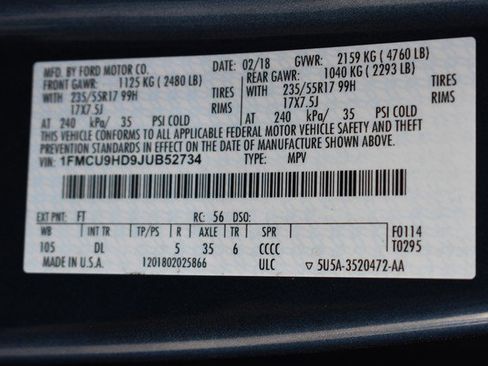 MFD. BY FORD MOTOR CO. DATE: 02/18 GVWR: 2159 KG (4760 LB)
FRONT GAWR: 1125 KG (2480 LB) REAR GAWR: 1040 KG (2293 LB)
WITH 235/55R17 99H TIRES WITH 235/55R17 99H TIRES
17X7.5J RIMS 17X7.5J RIMS
AT 240 kPa/ 35 PSI COLD AT 240 kPa/ 35 PSI COLD
THIS VEHICLE CONFORMS TO ALL APPLICABLE FEDERAL MOTOR VEHICLE SAFETY AND THEFT
PREVENTION STANDARDS IN EFFECT ON THE DATE OF MANUFACTURE SHOWN ABOVE.
VIN: 1FMCU9HD9JUB52734 TYPE: MPV
EXT PNT: FT RC: 56 DSO:
WB INT TR TP/PS R AXLE TR SPR F0114
105 DL 5 35 6 CCCC T0295
MADE IN U.S.A. 1201802025866 ULC ▽ 5U5A-3520472-AA